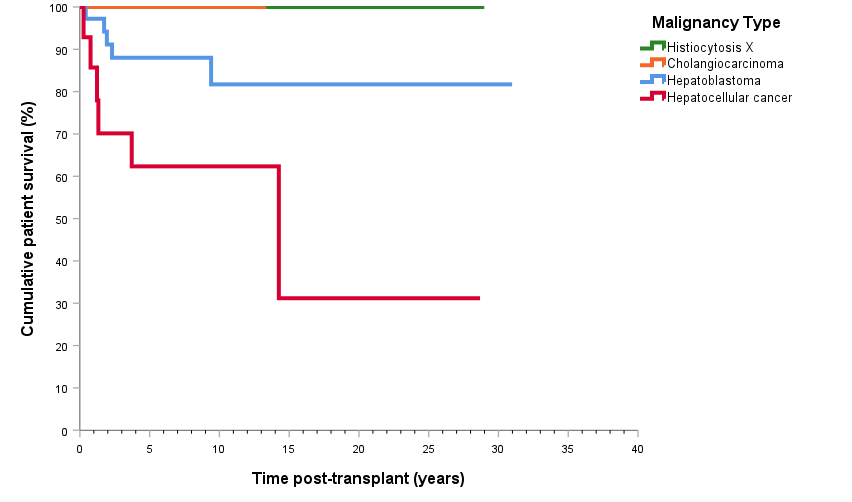 Cumulative patient survival (%)
100
90
80
70
60
50
40
30
20
10
0
0 5 10 15 20 25 30 35 40
Time post-transplant (years)
Malignancy Type
Histiocytosis X
Cholangiocarcinoma
Hepatoblastoma
Hepatocellular cancer